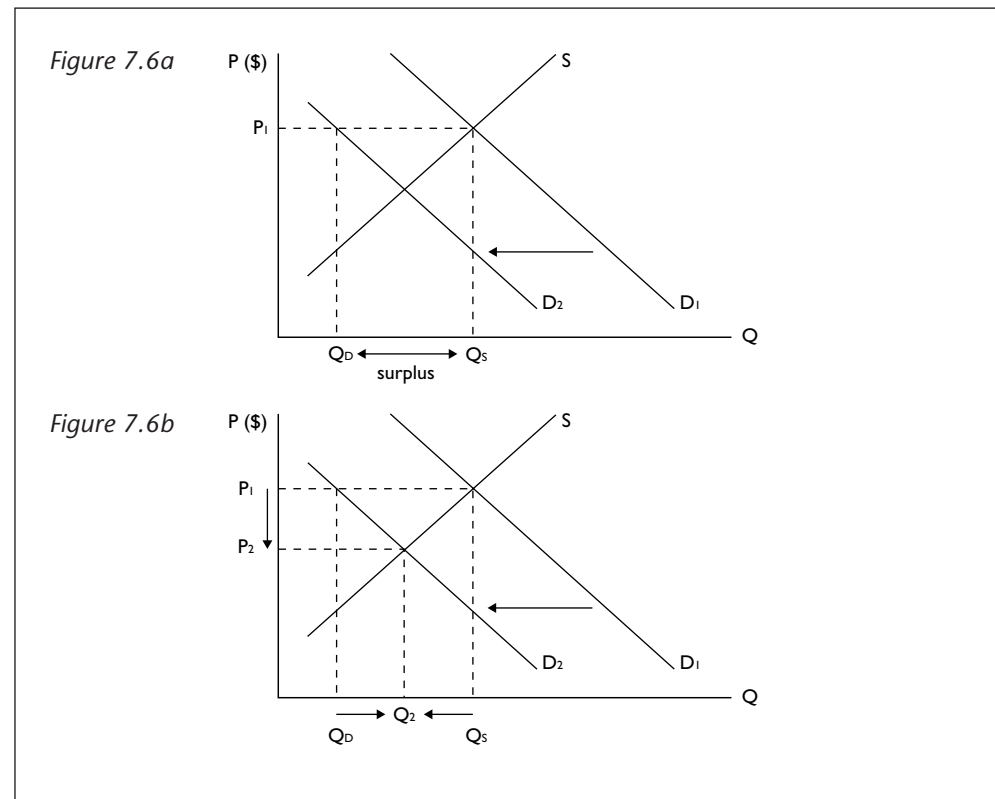 Figure 7.6a
P ($)
S
P1
D2
D1
Q
QD
QS
surplus
Figure 7.6b
P ($)
S
P1
P2
D2
D1
Q
Q2
QD
QS